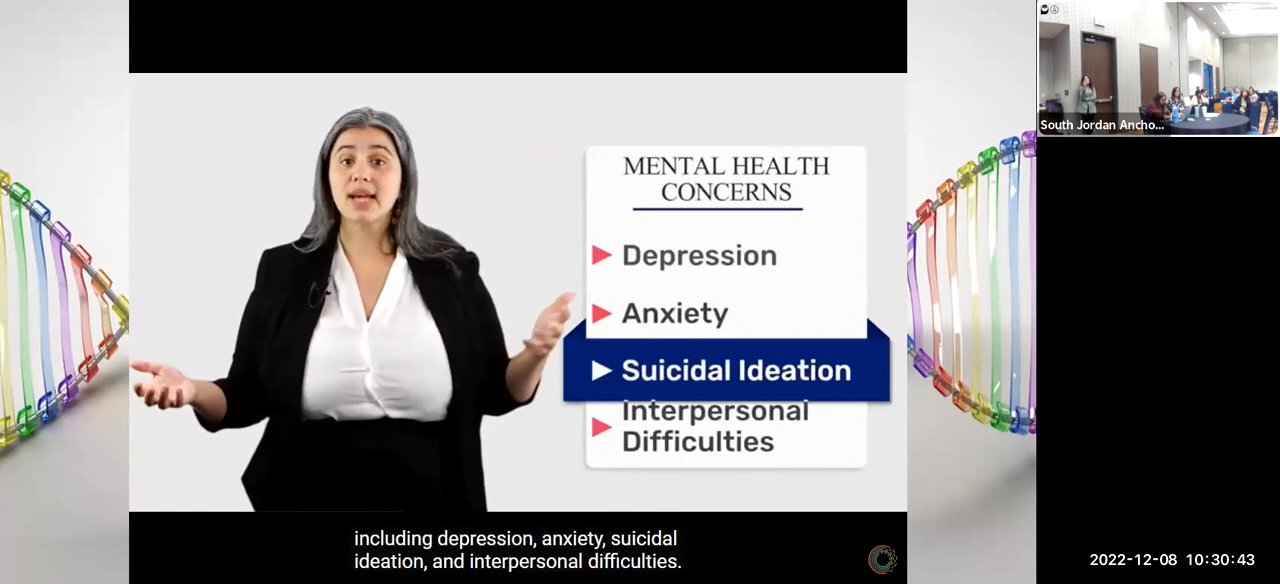 MENTAL HEALTH
CONCERNS
Depression
Anxiety
Suicidal Ideation
Interpersonal
Difficulties
including depression, anxiety, suicidal
ideation, and interpersonal difficulties.
South Jordan Ancho...
2022-12-08 10:30:43